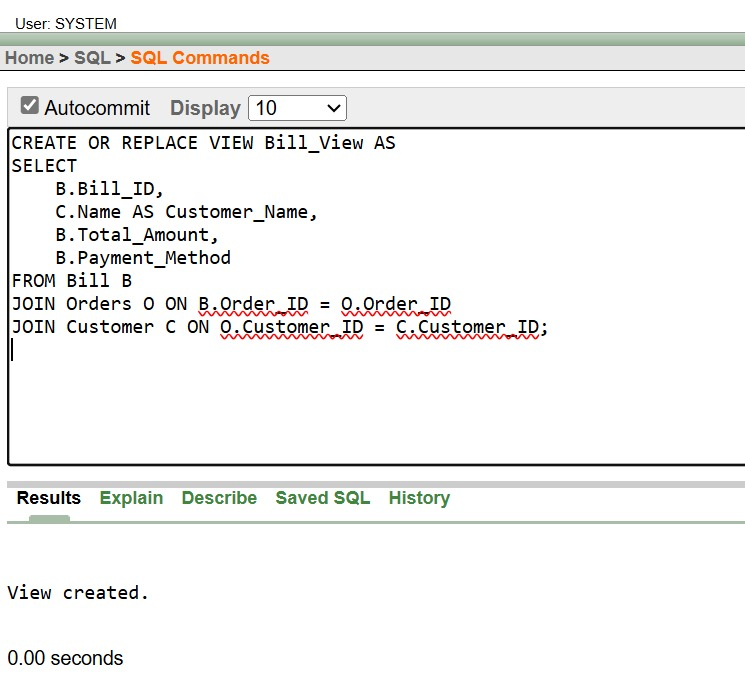 User: SYSTEM
Home > SQL > SQL Commands
Autocommit Display 10
CREATE OR REPLACE VIEW Bill_View AS
SELECT
    B.Bill_ID,
    C.Name AS Customer_Name,
    B.Total_Amount,
    B.Payment_Method
FROM Bill B
JOIN Orders O ON B.Order_ID = O.Order_ID
JOIN Customer C ON O.Customer_ID = C.Customer_ID;
Results Explain Describe Saved SQL History
View created.
0.00 seconds